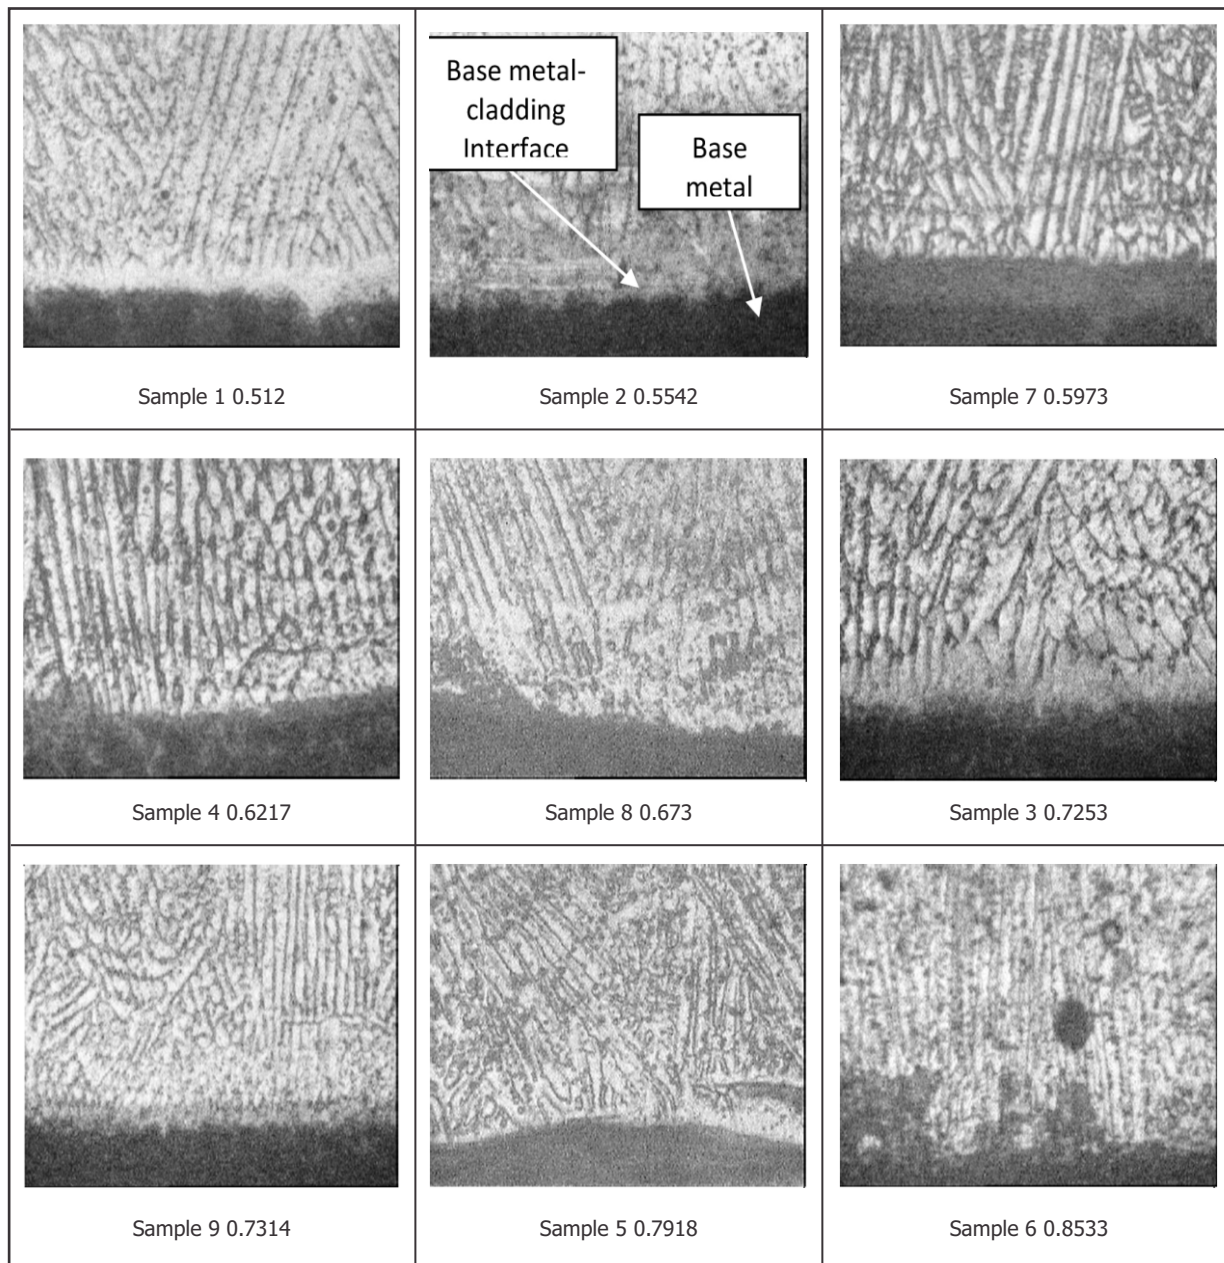 Base metal-
cladding
Interface
Base
metal
Sample 1 0.512
Sample 2 0.5542
Sample 7 0.5973
Sample 4 0.6217
Sample 8 0.673
Sample 3 0.7253
Sample 9 0.7314
Sample 5 0.7918
Sample 6 0.8533